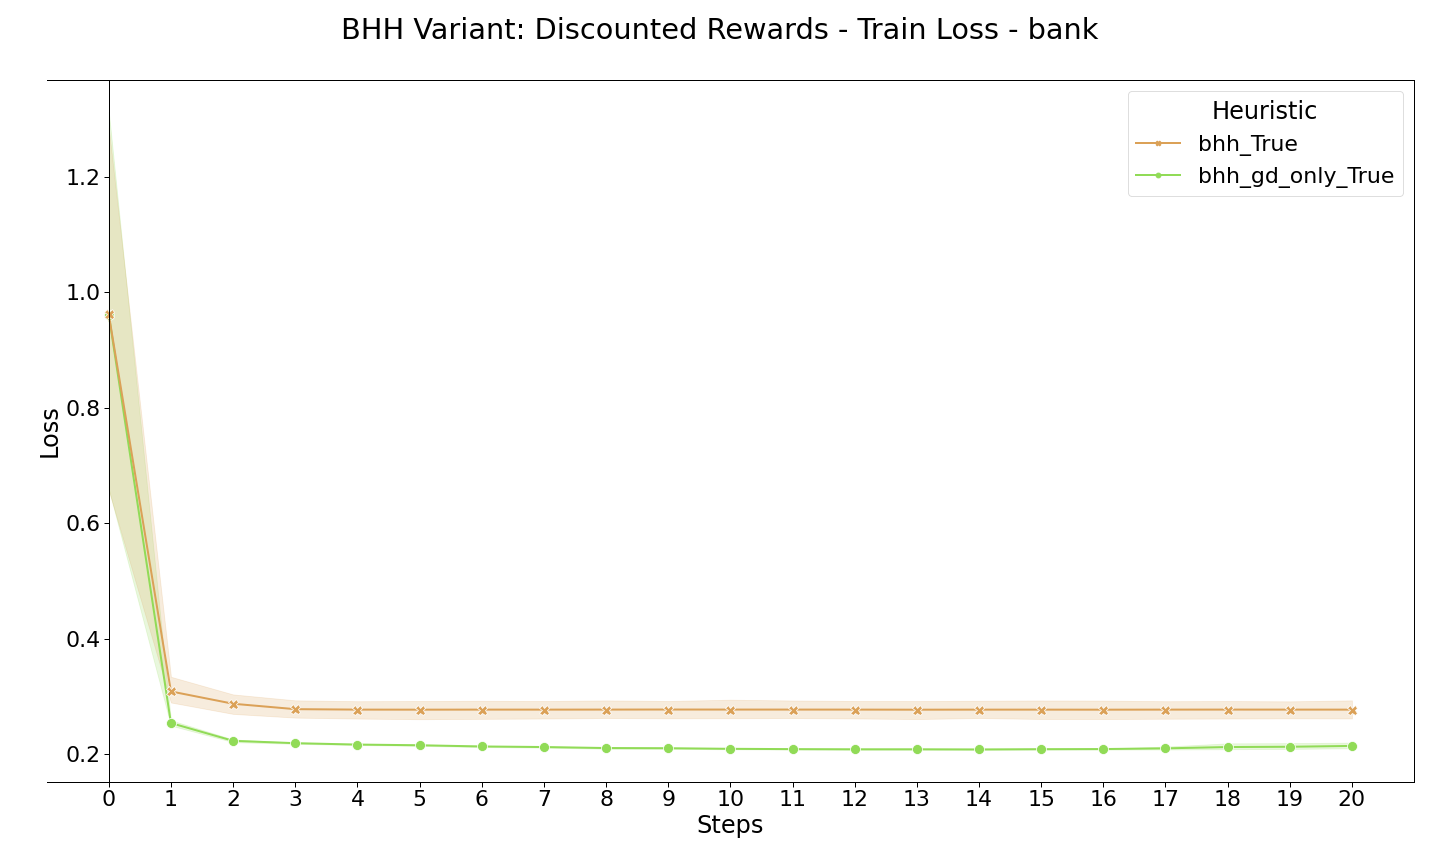 BHH Variant: Discounted Rewards - Train Loss - bank
Heuristic
bhh_True
bhh_gd_only_True
Loss
1.2
1.0
0.8
0.6
0.4
0.2
0 1 2 3 4 5 6 7 8 9 10 11 12 13 14 15 16 17 18 19 20
Steps